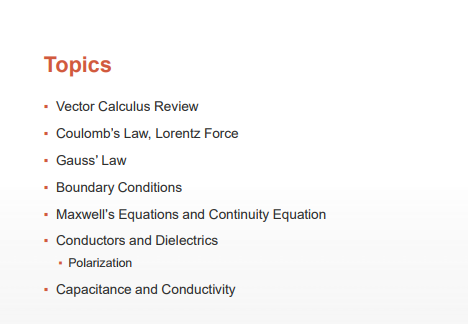 Topics
▪ Vector Calculus Review
▪ Coulomb’s Law, Lorentz Force
▪ Gauss’ Law
▪ Boundary Conditions
▪ Maxwell’s Equations and Continuity Equation
▪ Conductors and Dielectrics
▪ Polarization
▪ Capacitance and Conductivity